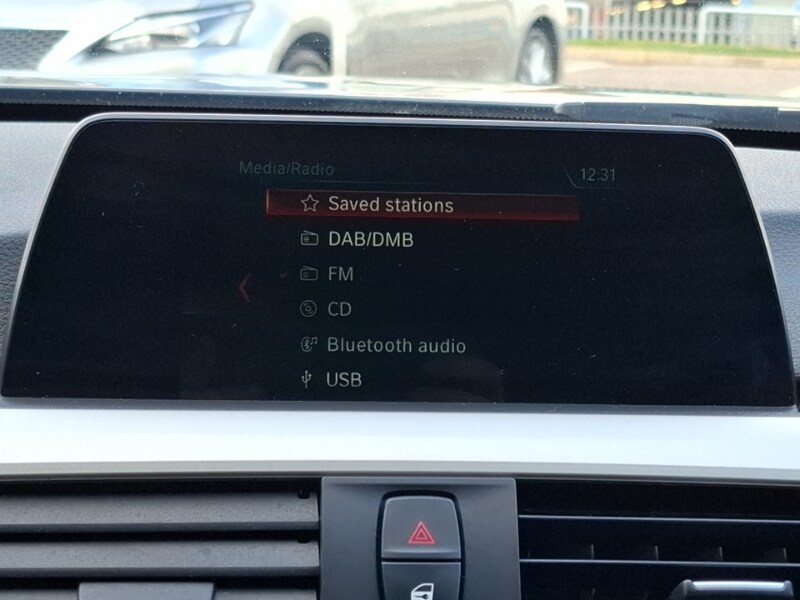 Media/Radio
12:31
Saved stations
DAB/DMB
FM
CD
Bluetooth audio
USB